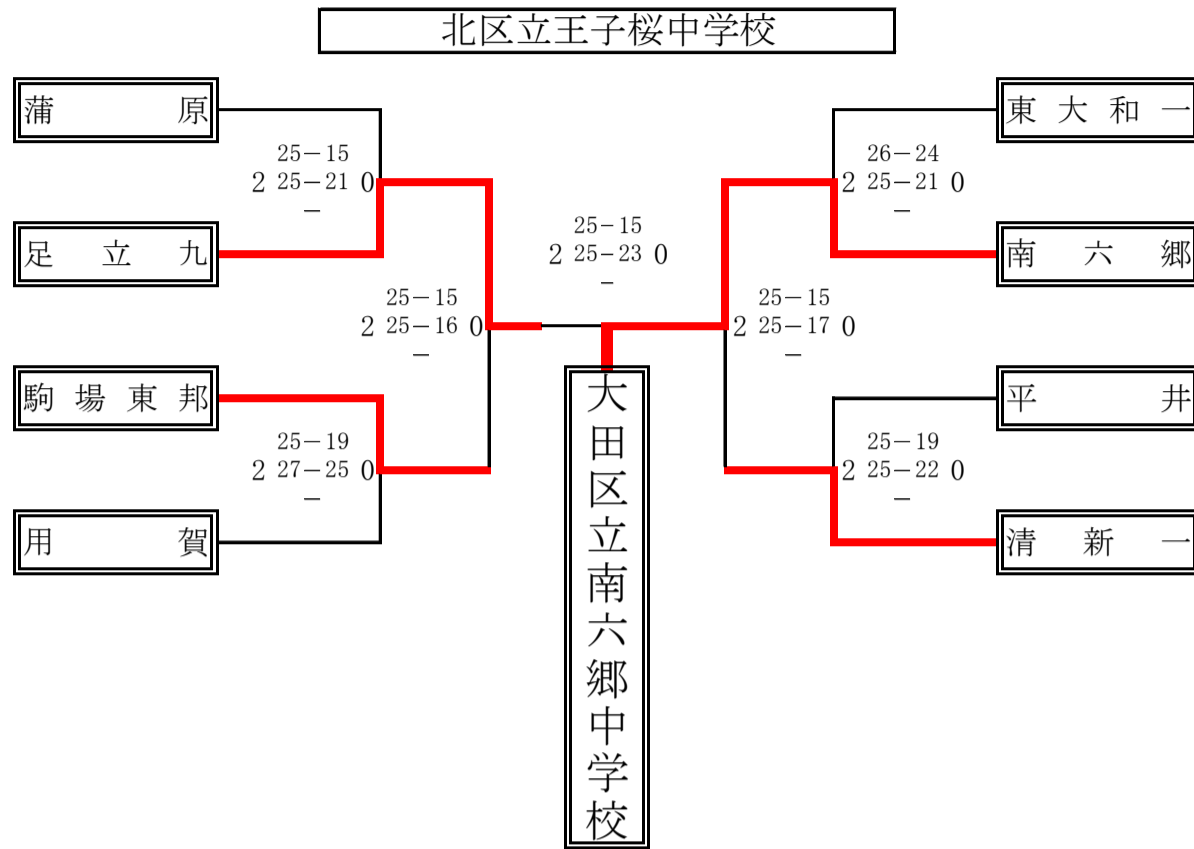 北区立王子桜中学校
蒲原
東大和一
25-15
2 25-21 0
-
26-24
2 25-21 0
-
足立九
南六郷
25-15
2 25-23 0
-
25-15
2 25-16 0
-
25-15
2 25-17 0
-
駒場東邦
平井
25-19
2 27-25 0
-
25-19
2 25-22 0
-
用賀
清新一
大田区立南六郷中学校